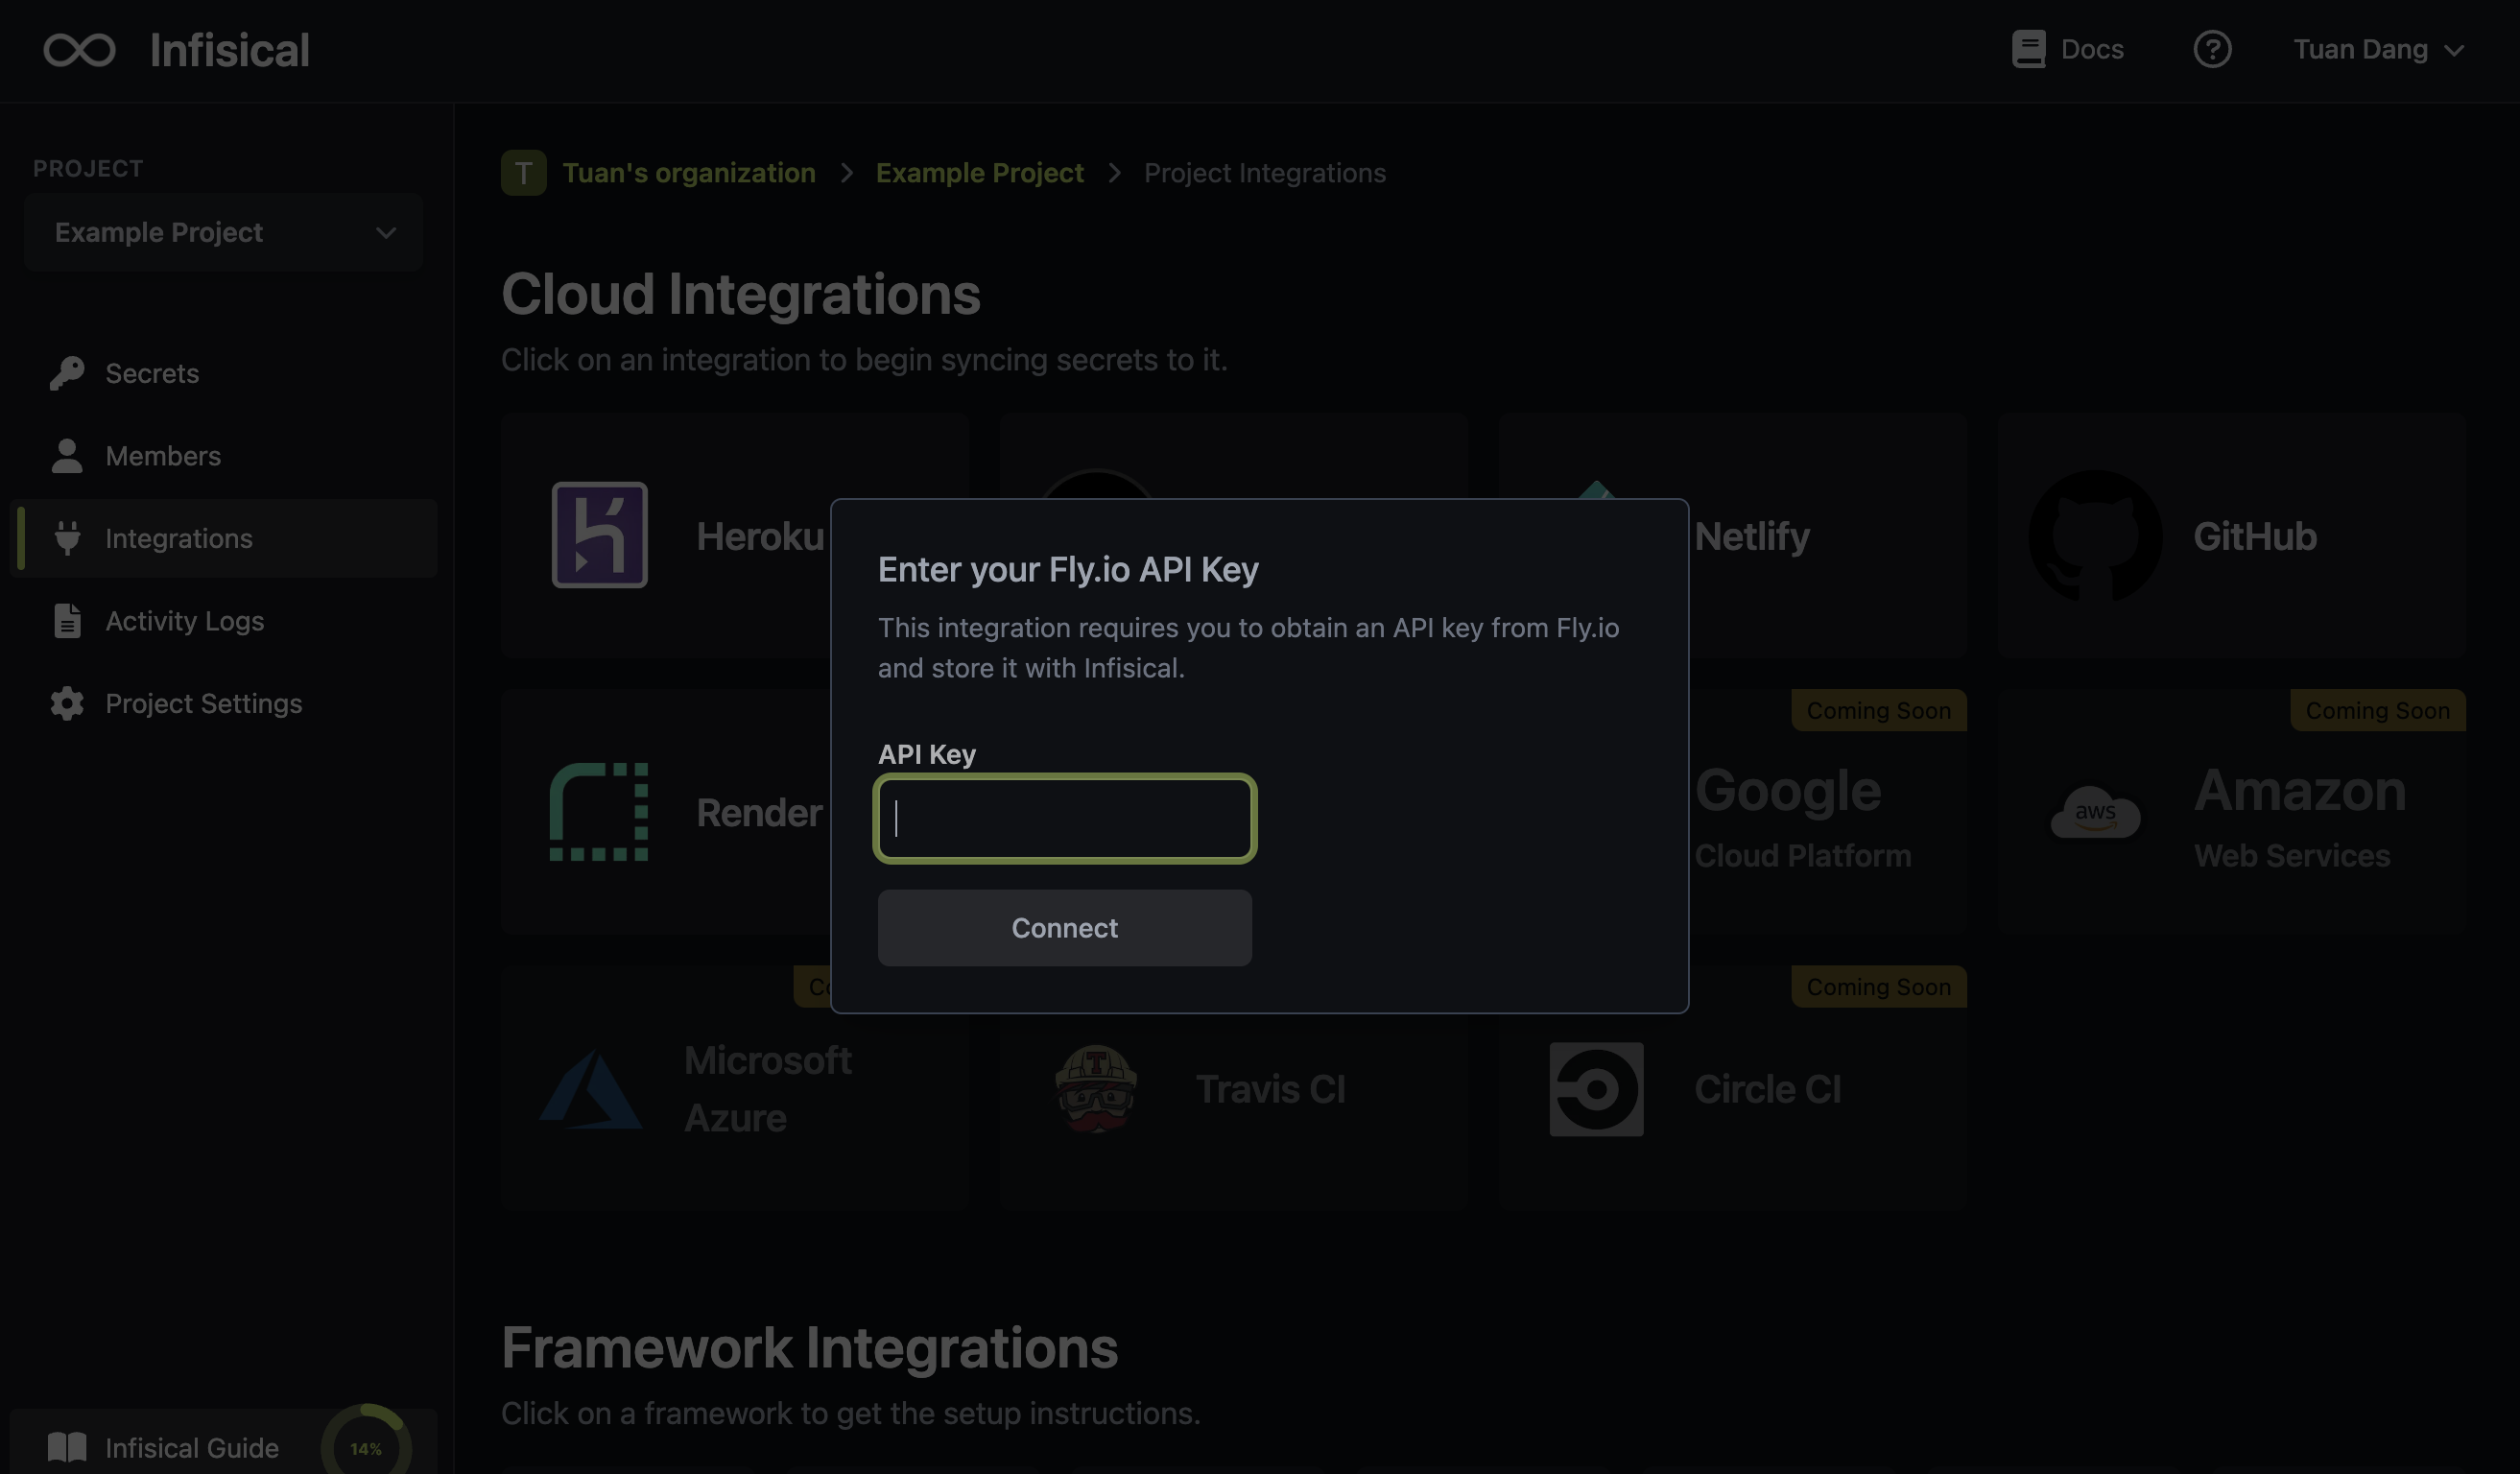 Infisical
Docs
Tuan Dang
PROJECT
Example Project
Secrets
Members
Integrations
Activity Logs
Project Settings
Infisical Guide
14%
T Tuan's organization > Example Project > Project Integrations
Cloud Integrations
Click on an integration to begin syncing secrets to it.
Heroku
Netlify
GitHub
Render
Coming Soon
Google
Cloud Platform
Coming Soon
aws
Amazon
Web Services
Microsoft
Azure
T
Travis CI
Coming Soon
Circle CI
Enter your Fly.io API Key
This integration requires you to obtain an API key from Fly.io
and store it with Infisical.
API Key
Connect
Framework Integrations
Click on a framework to get the setup instructions.